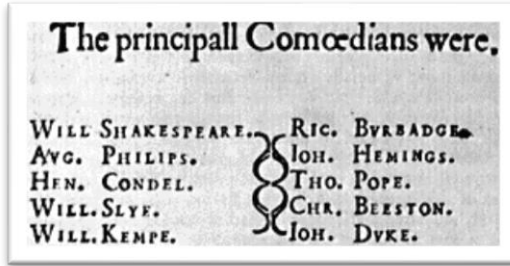 The principall Comœdians were,
WILL SHAKESPEARE. RIC. BVRBADGE.
AVG. PHILIPS. IOH. HEMINGS.
HEN. CONDEL. THO. POPE.
WILL. SLYE. CHR. BEESTON.
WILL. KEMPE. IOH. DVKE.